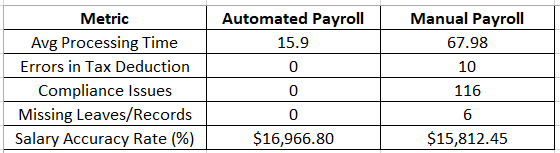 Metric Automated Payroll Manual Payroll
Avg Processing Time 15.9 67.98
Errors in Tax Deduction 0 10
Compliance Issues 0 116
Missing Leaves/Records 0 6
Salary Accuracy Rate (%) $16,966.80 $15,812.45